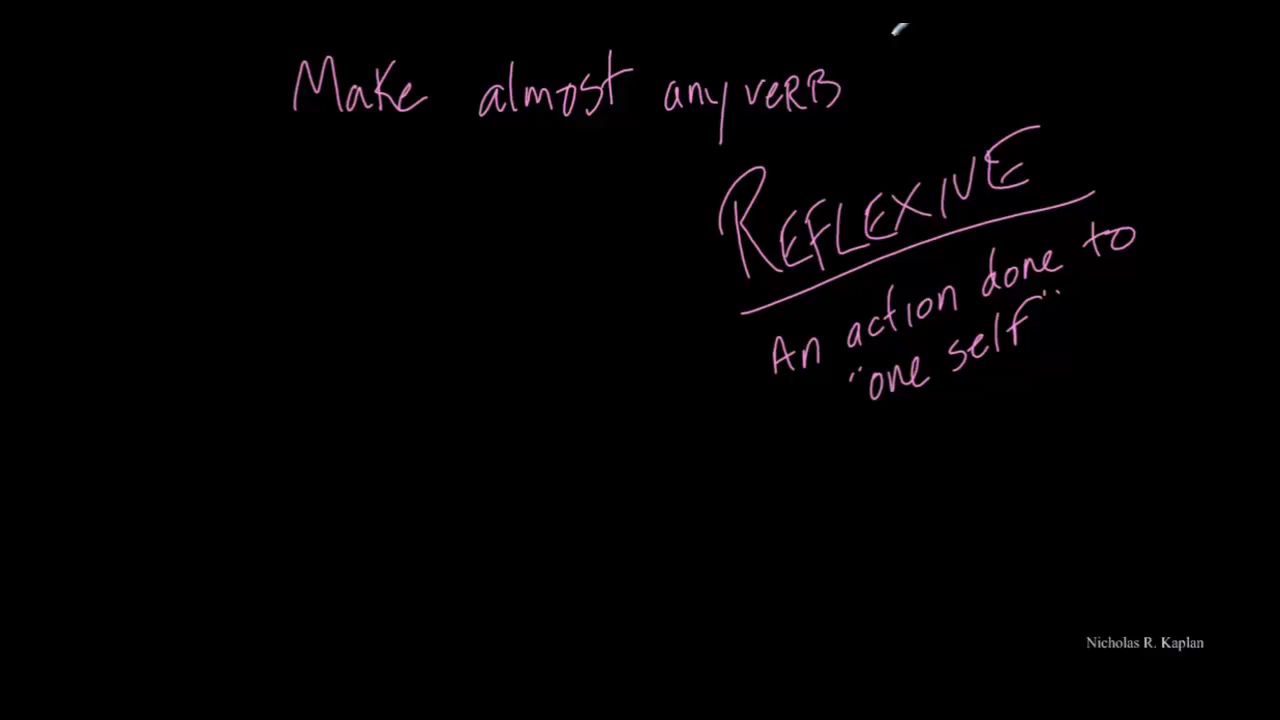 Make almost any veRB
REFLEXIVE
An action done to
"one self"
Nicholas R. Kaplan